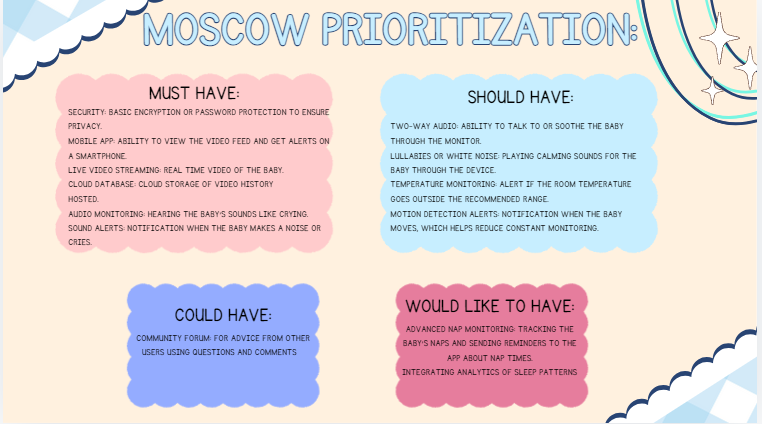 MOSCOW PRIORITIZATION:
MUST HAVE:
SECURITY: BASIC ENCRYPTION OR PASSWORD PROTECTION TO ENSURE
PRIVACY.
MOBILE APP: ABILITY TO VIEW THE VIDEO FEED AND GET ALERTS ON
A SMARTPHONE.
LIVE VIDEO STREAMING: REAL TIME VIDEO OF THE BABY.
CLOUD DATABASE: CLOUD STORAGE OF VIDEO HISTORY
HOSTED.
AUDIO MONITORING: HEARING THE BABY'S SOUNDS LIKE CRYING.
SOUND ALERTS: NOTIFICATION WHEN THE BABY MAKES A NOISE OR
CRIES.
SHOULD HAVE:
TWO-WAY AUDIO: ABILITY TO TALK TO OR SOOTHE THE BABY
THROUGH THE MONITOR.
LULLABIES OR WHITE NOISE: PLAYING CALMING SOUNDS FOR THE
BABY THROUGH THE DEVICE.
TEMPERATURE MONITORING: ALERT IF THE ROOM TEMPERATURE
GOES OUTSIDE THE RECOMMENDED RANGE.
MOTION DETECTION ALERTS: NOTIFICATION WHEN THE BABY
MOVES, WHICH HELPS REDUCE CONSTANT MONITORING.
COULD HAVE:
COMMUNITY FORUM: FOR ADVICE FROM OTHER
USERS USING QUESTIONS AND COMMENTS
WOULD LIKE TO HAVE:
ADVANCED NAP MONITORING: TRACKING THE
BABY'S NAPS AND SENDING REMINDERS TO THE
APP ABOUT NAP TIMES.
INTEGRATING ANALYTICS OF SLEEP PATTERNS